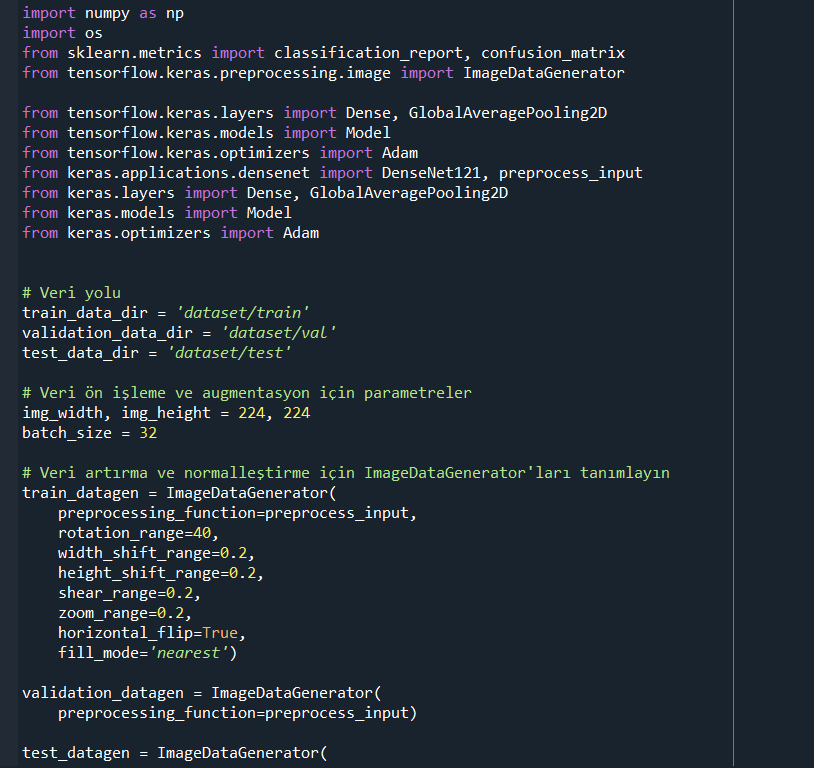 import numpy as np
import os
from sklearn.metrics import classification_report, confusion_matrix
from tensorflow.keras.preprocessing.image import ImageDataGenerator
from tensorflow.keras.layers import Dense, GlobalAveragePooling2D
from tensorflow.keras.models import Model
from tensorflow.keras.optimizers import Adam
from keras.applications.densenet import DenseNet121, preprocess_input
from keras.layers import Dense, GlobalAveragePooling2D
from keras.models import Model
from keras.optimizers import Adam
# Veri yolu
train_data_dir = 'dataset/train'
validation_data_dir = 'dataset/val'
test_data_dir = 'dataset/test'
# Veri ön işleme ve augmentasyon için parametreler
img_width, img_height = 224, 224
batch_size = 32
# Veri artırma ve normalleştirme için ImageDataGenerator'ları tanımlayın
train_datagen = ImageDataGenerator(
    preprocessing_function=preprocess_input,
    rotation_range=40,
    width_shift_range=0.2,
    height_shift_range=0.2,
    shear_range=0.2,
    zoom_range=0.2,
    horizontal_flip=True,
    fill_mode='nearest')
validation_datagen = ImageDataGenerator(
    preprocessing_function=preprocess_input)
test_datagen = ImageDataGenerator(